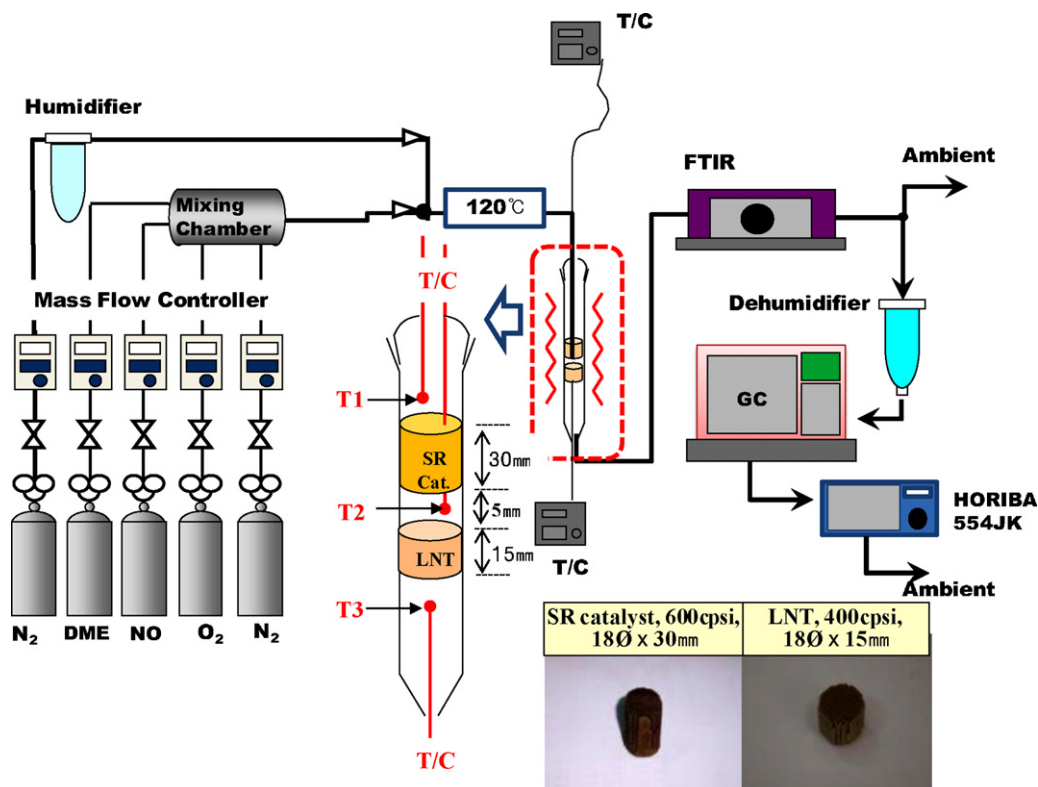 T/C
Humidifier
FTIR
Ambient
Mixing
Chamber
120℃
T/C
Mass Flow Controller
Dehumidifier
T1
GC
SR
Cat.
30mm
T2
5mm
HORIBA
554JK
LNT
15mm
T/C
Ambient
T3
N₂
DME
NO
O₂
N₂
SR catalyst, 600cpsi,
18Ø x 30mm
LNT, 400cpsi,
18Ø x 15mm
T/C